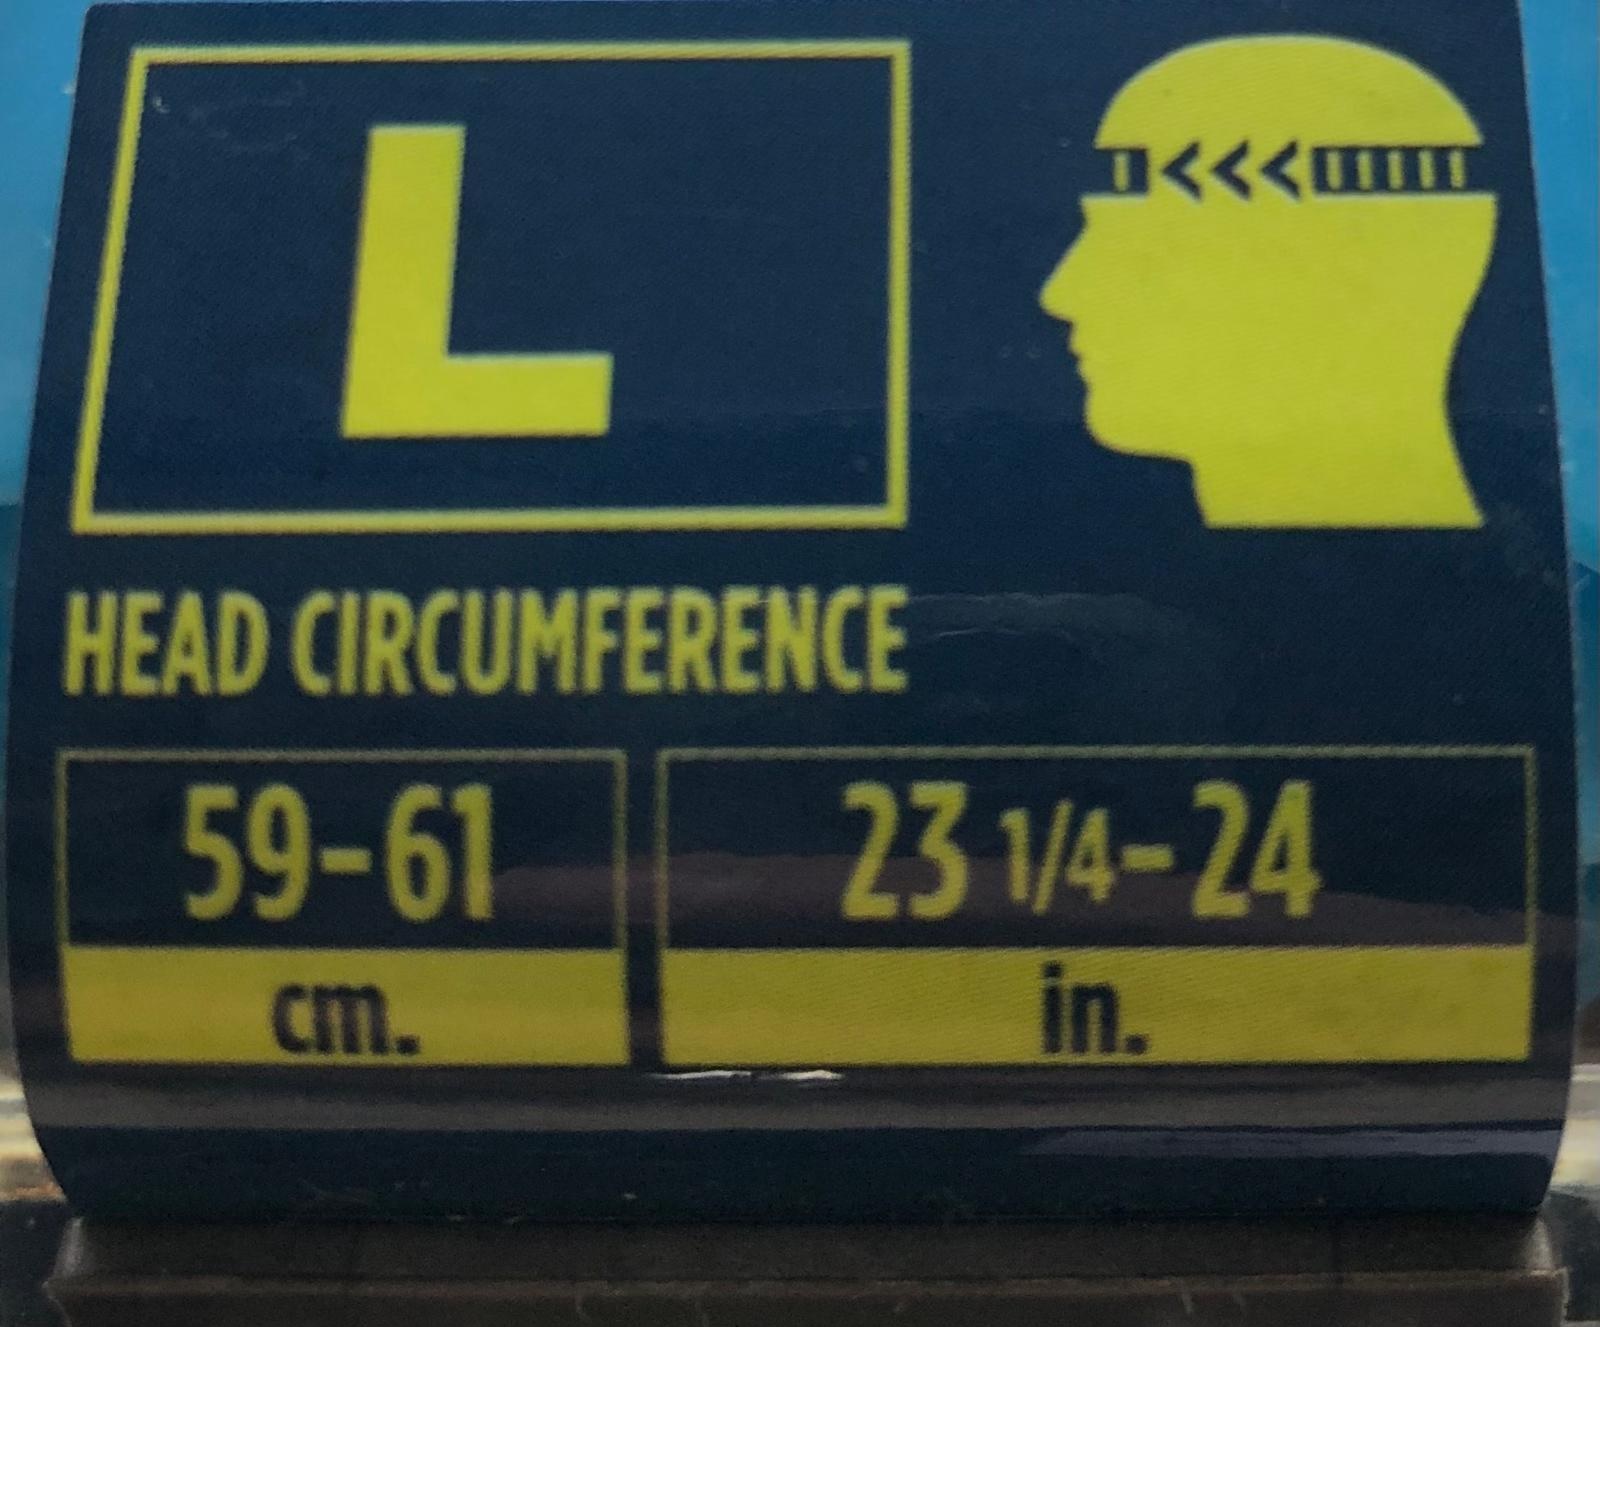 L
HEAD CIRCUMFERENCE
59-61
23 1/4-24
cm.
in.